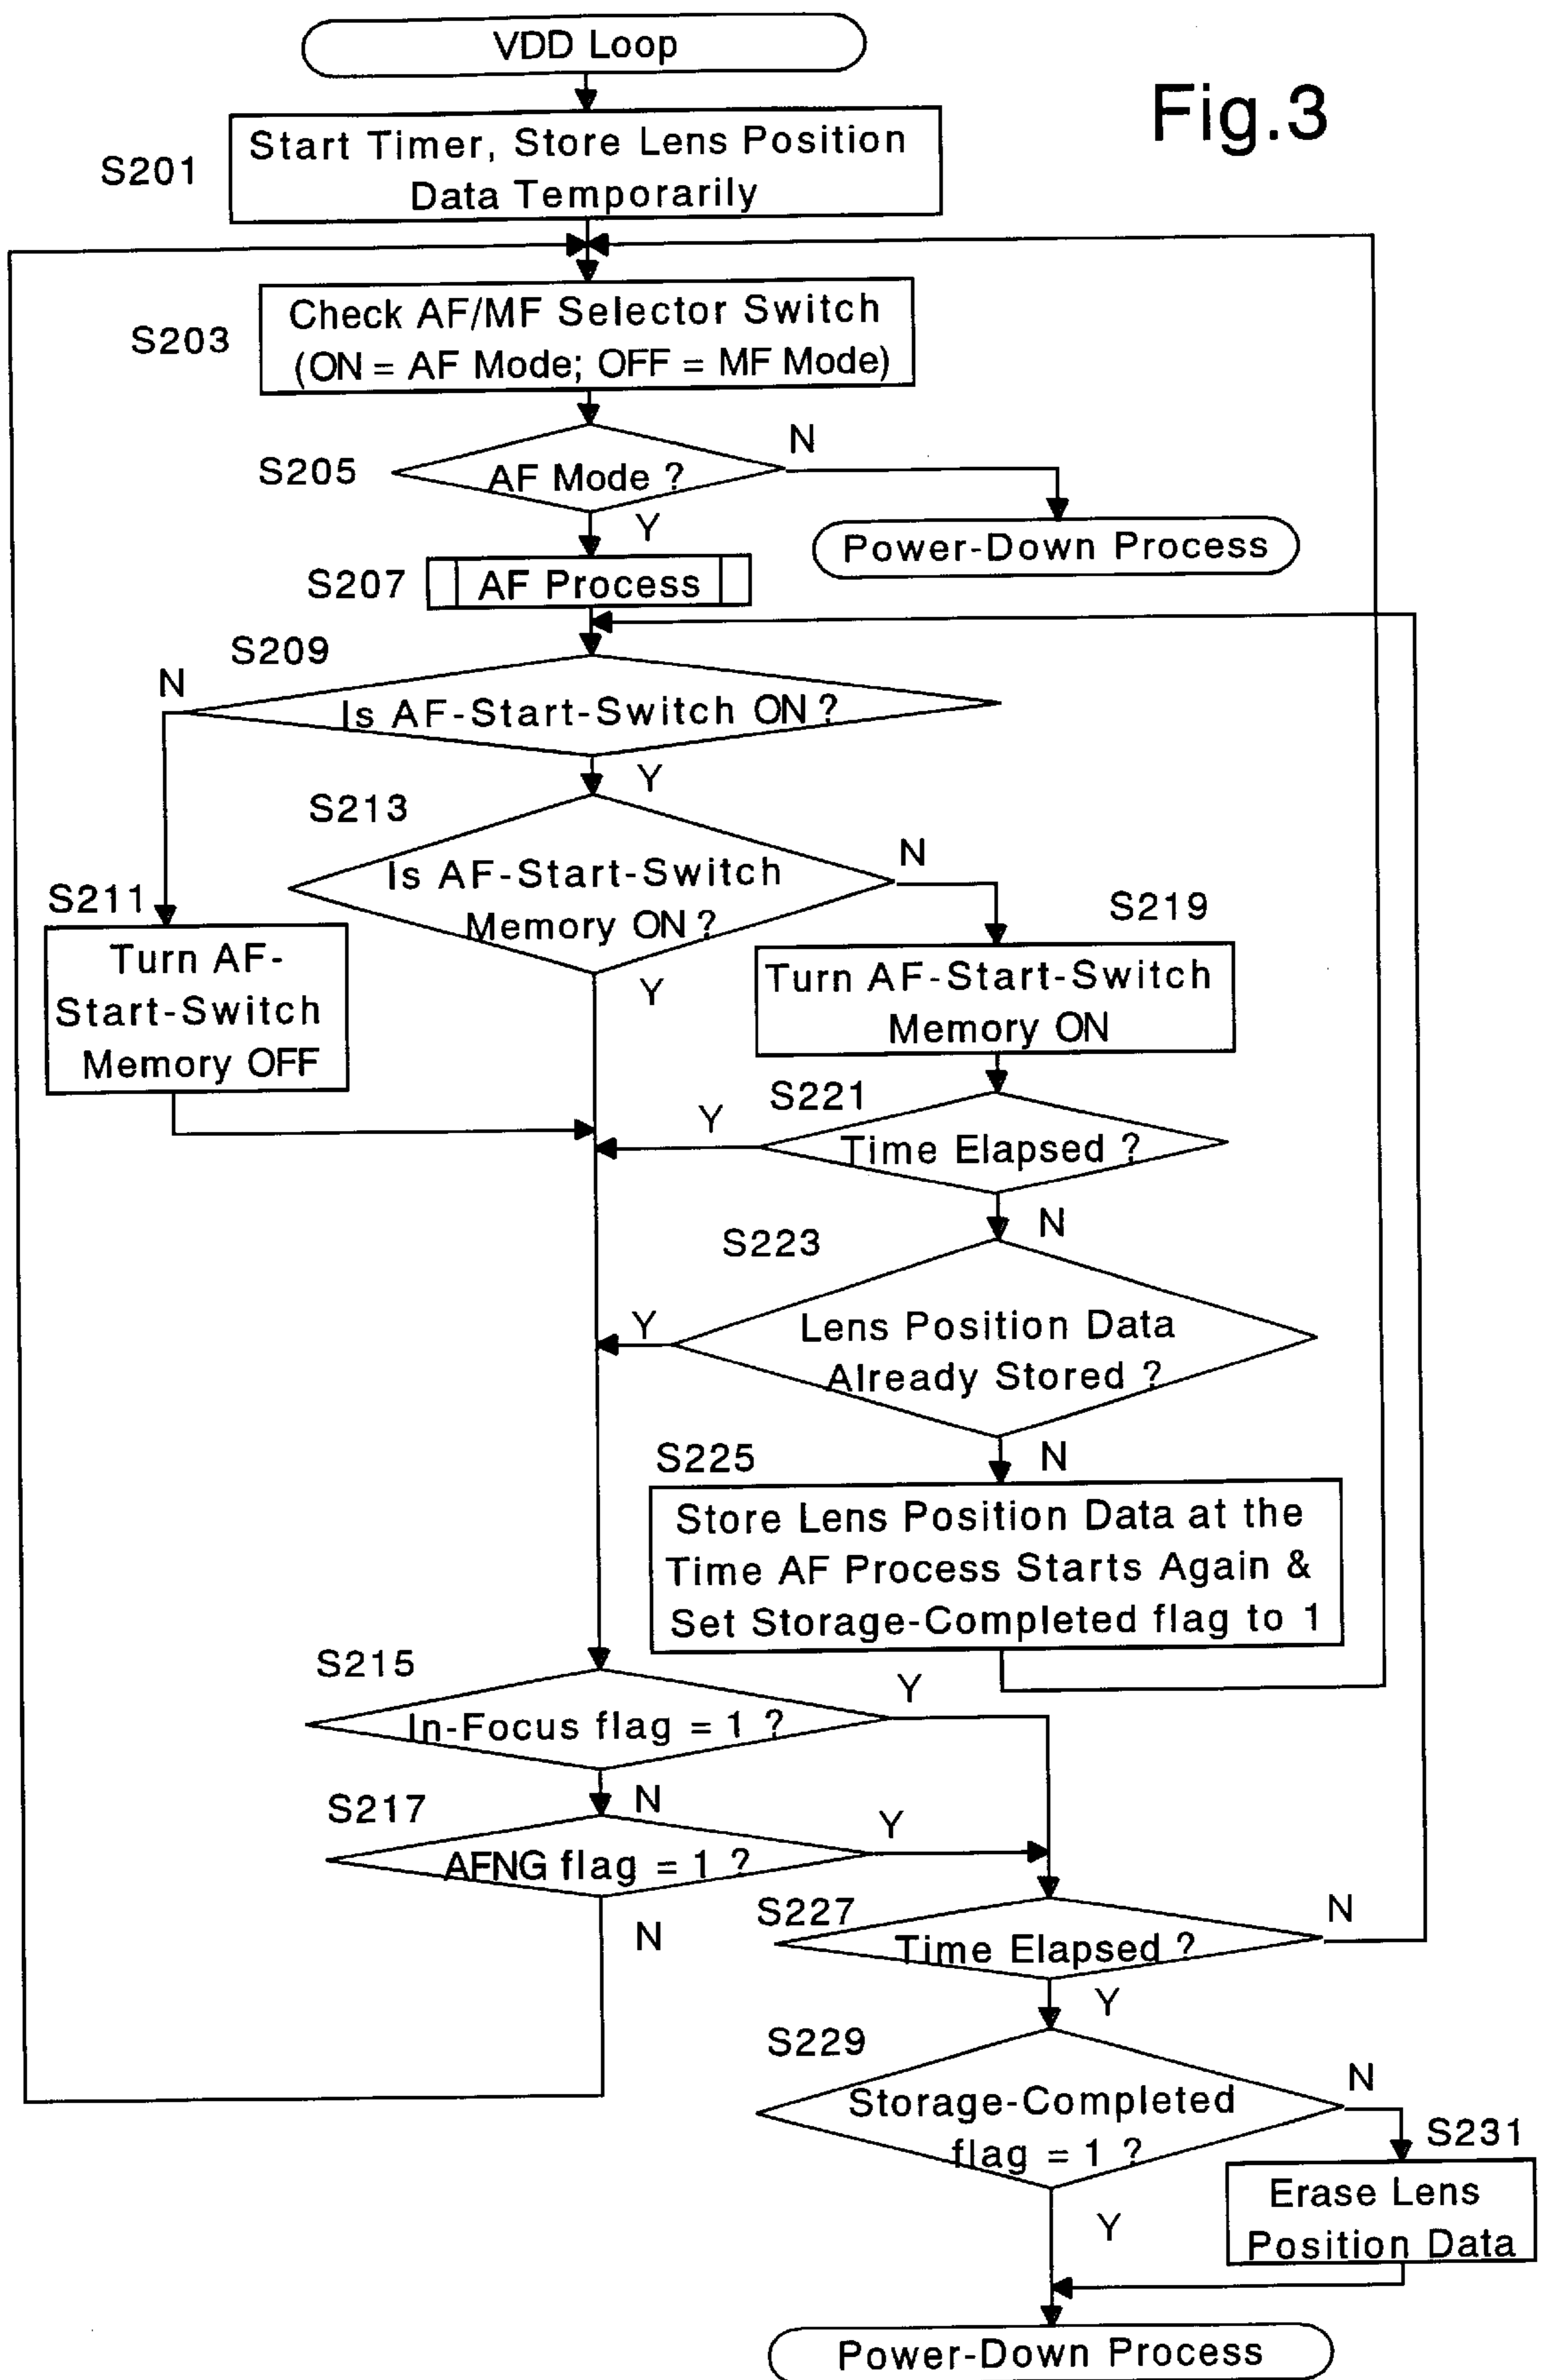 VDD Loop
Fig.3
S201
Start Timer, Store Lens Position
Data Temporarily
S203
Check AF/MF Selector Switch
(ON = AF Mode; OFF = MF Mode)
S205
AF Mode ?
N
Y
Power-Down Process
S207
AF Process
S209
N
Is AF-Start-Switch ON ?
Y
S213
Is AF-Start-Switch
Memory ON ?
N
Y
S211
Turn AF-
Start-Switch
Memory OFF
S219
Turn AF-Start-Switch
Memory ON
S221
Y
Time Elapsed ?
N
S223
Y
Lens Position Data
Already Stored ?
N
S225
Store Lens Position Data at the
Time AF Process Starts Again &
Set Storage-Completed flag to 1
S215
Y
In-Focus flag = 1 ?
N
S217
Y
AFNG flag = 1 ?
N
S227
N
Time Elapsed ?
Y
S229
N
Storage-Completed
flag = 1 ?
Y
S231
Erase Lens
Position Data
Power-Down Process